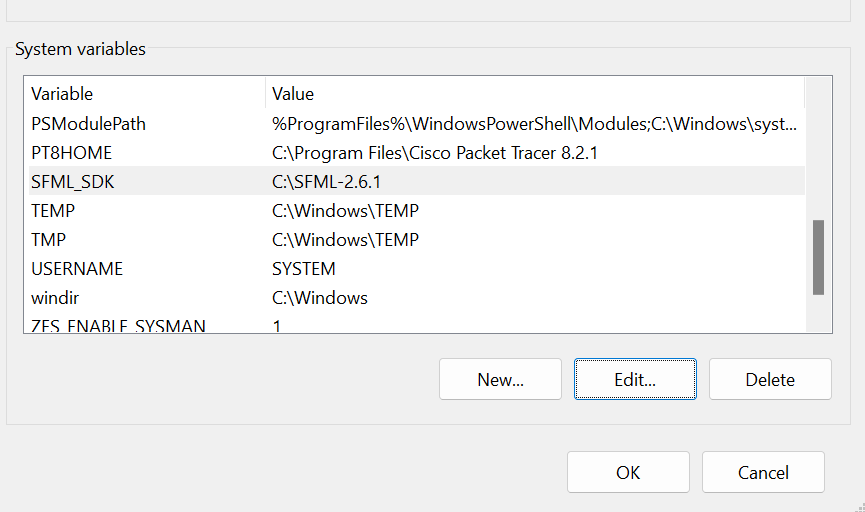 System variables
Variable Value
PSModulePath %ProgramFiles%\WindowsPowerShell\Modules;C:\Windows\syst...
PT8HOME C:\Program Files\Cisco Packet Tracer 8.2.1
SFML_SDK C:\SFML-2.6.1
TEMP C:\Windows\TEMP
TMP C:\Windows\TEMP
USERNAME SYSTEM
windir C:\Windows
ZES_ENABLE_SYSMAN 1
New... Edit... Delete
OK Cancel